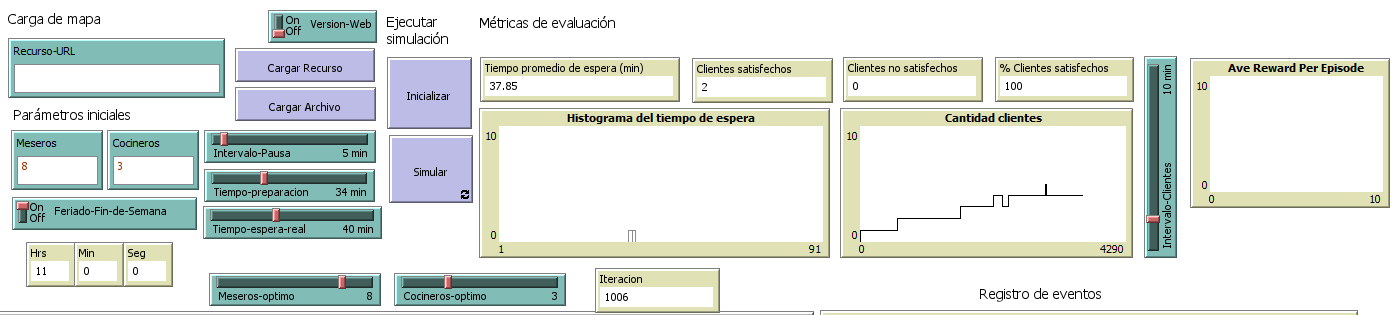 Carga de mapa
Recurso-URL
On
Off
Version-Web
Cargar Recurso
Cargar Archivo
Ejecutar
simulación
Inicializar
Simular
Parámetros iniciales
Meseros
8
Cocineros
3
Intervalo-Pausa 5 min
Tiempo-preparacion 34 min
Tiempo-espera-real 40 min
On
Off
Feriado-Fin-de-Semana
Hrs
11
Min
0
Seg
0
Meseros-optimo 8
Cocineros-optimo 3
Iteracion
1006
Métricas de evaluación
Tiempo promedio de espera (min)
37.85
Clientes satisfechos
2
Clientes no satisfechos
0
% Clientes satisfechos
100
Histograma del tiempo de espera
10
0
1 91
Cantidad clientes
10
0
0 4290
Intervalo-Clientes 10 min
Ave Reward Per Episode
10
0
0 10
Registro de eventos